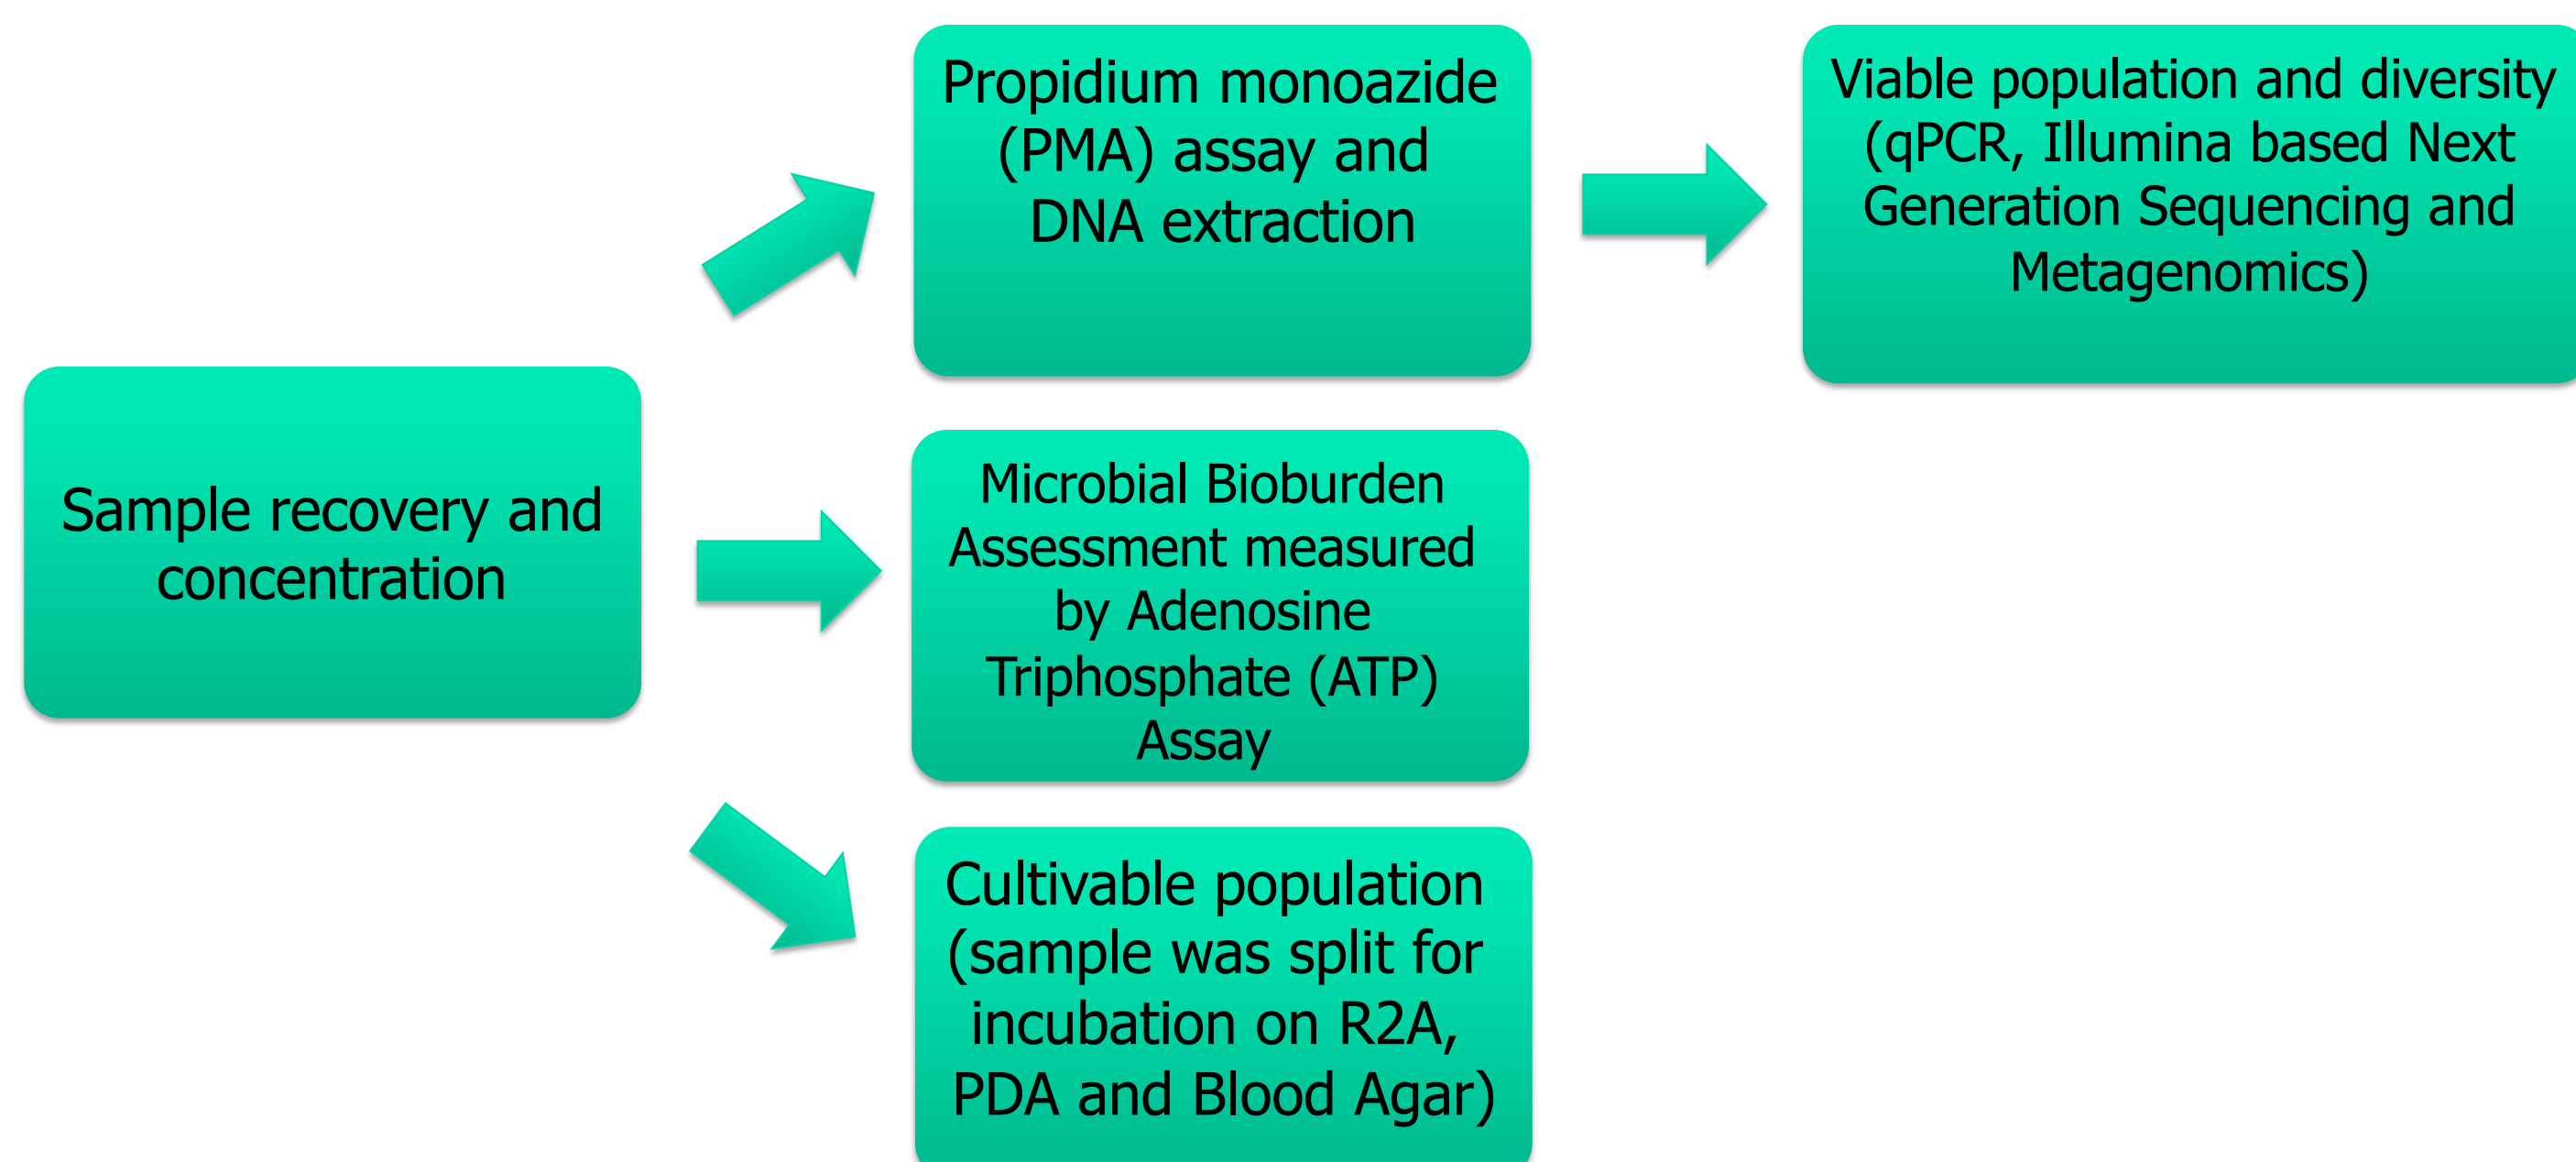 Sample recovery and
concentration
Propidium monoazide
(PMA) assay and
DNA extraction
Viable population and diversity
(qPCR, Illumina based Next
Generation Sequencing and
Metagenomics)
Microbial Bioburden
Assessment measured
by Adenosine
Triphosphate (ATP)
Assay
Cultivable population
(sample was split for
incubation on R2A,
PDA and Blood Agar)